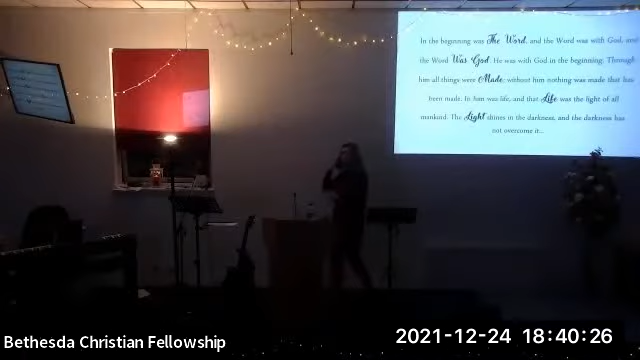 In the beginning was The Word, and the Word was with God, and
the Word Was God. He was with God in the beginning. Through
him all things were Made; without him nothing was made that has
been made. In him was life, and that Life was the light of all
mankind. The Light shines in the darkness, and the darkness has
not overcome it...
Bethesda Christian Fellowship
2021-12-24 18:40:26